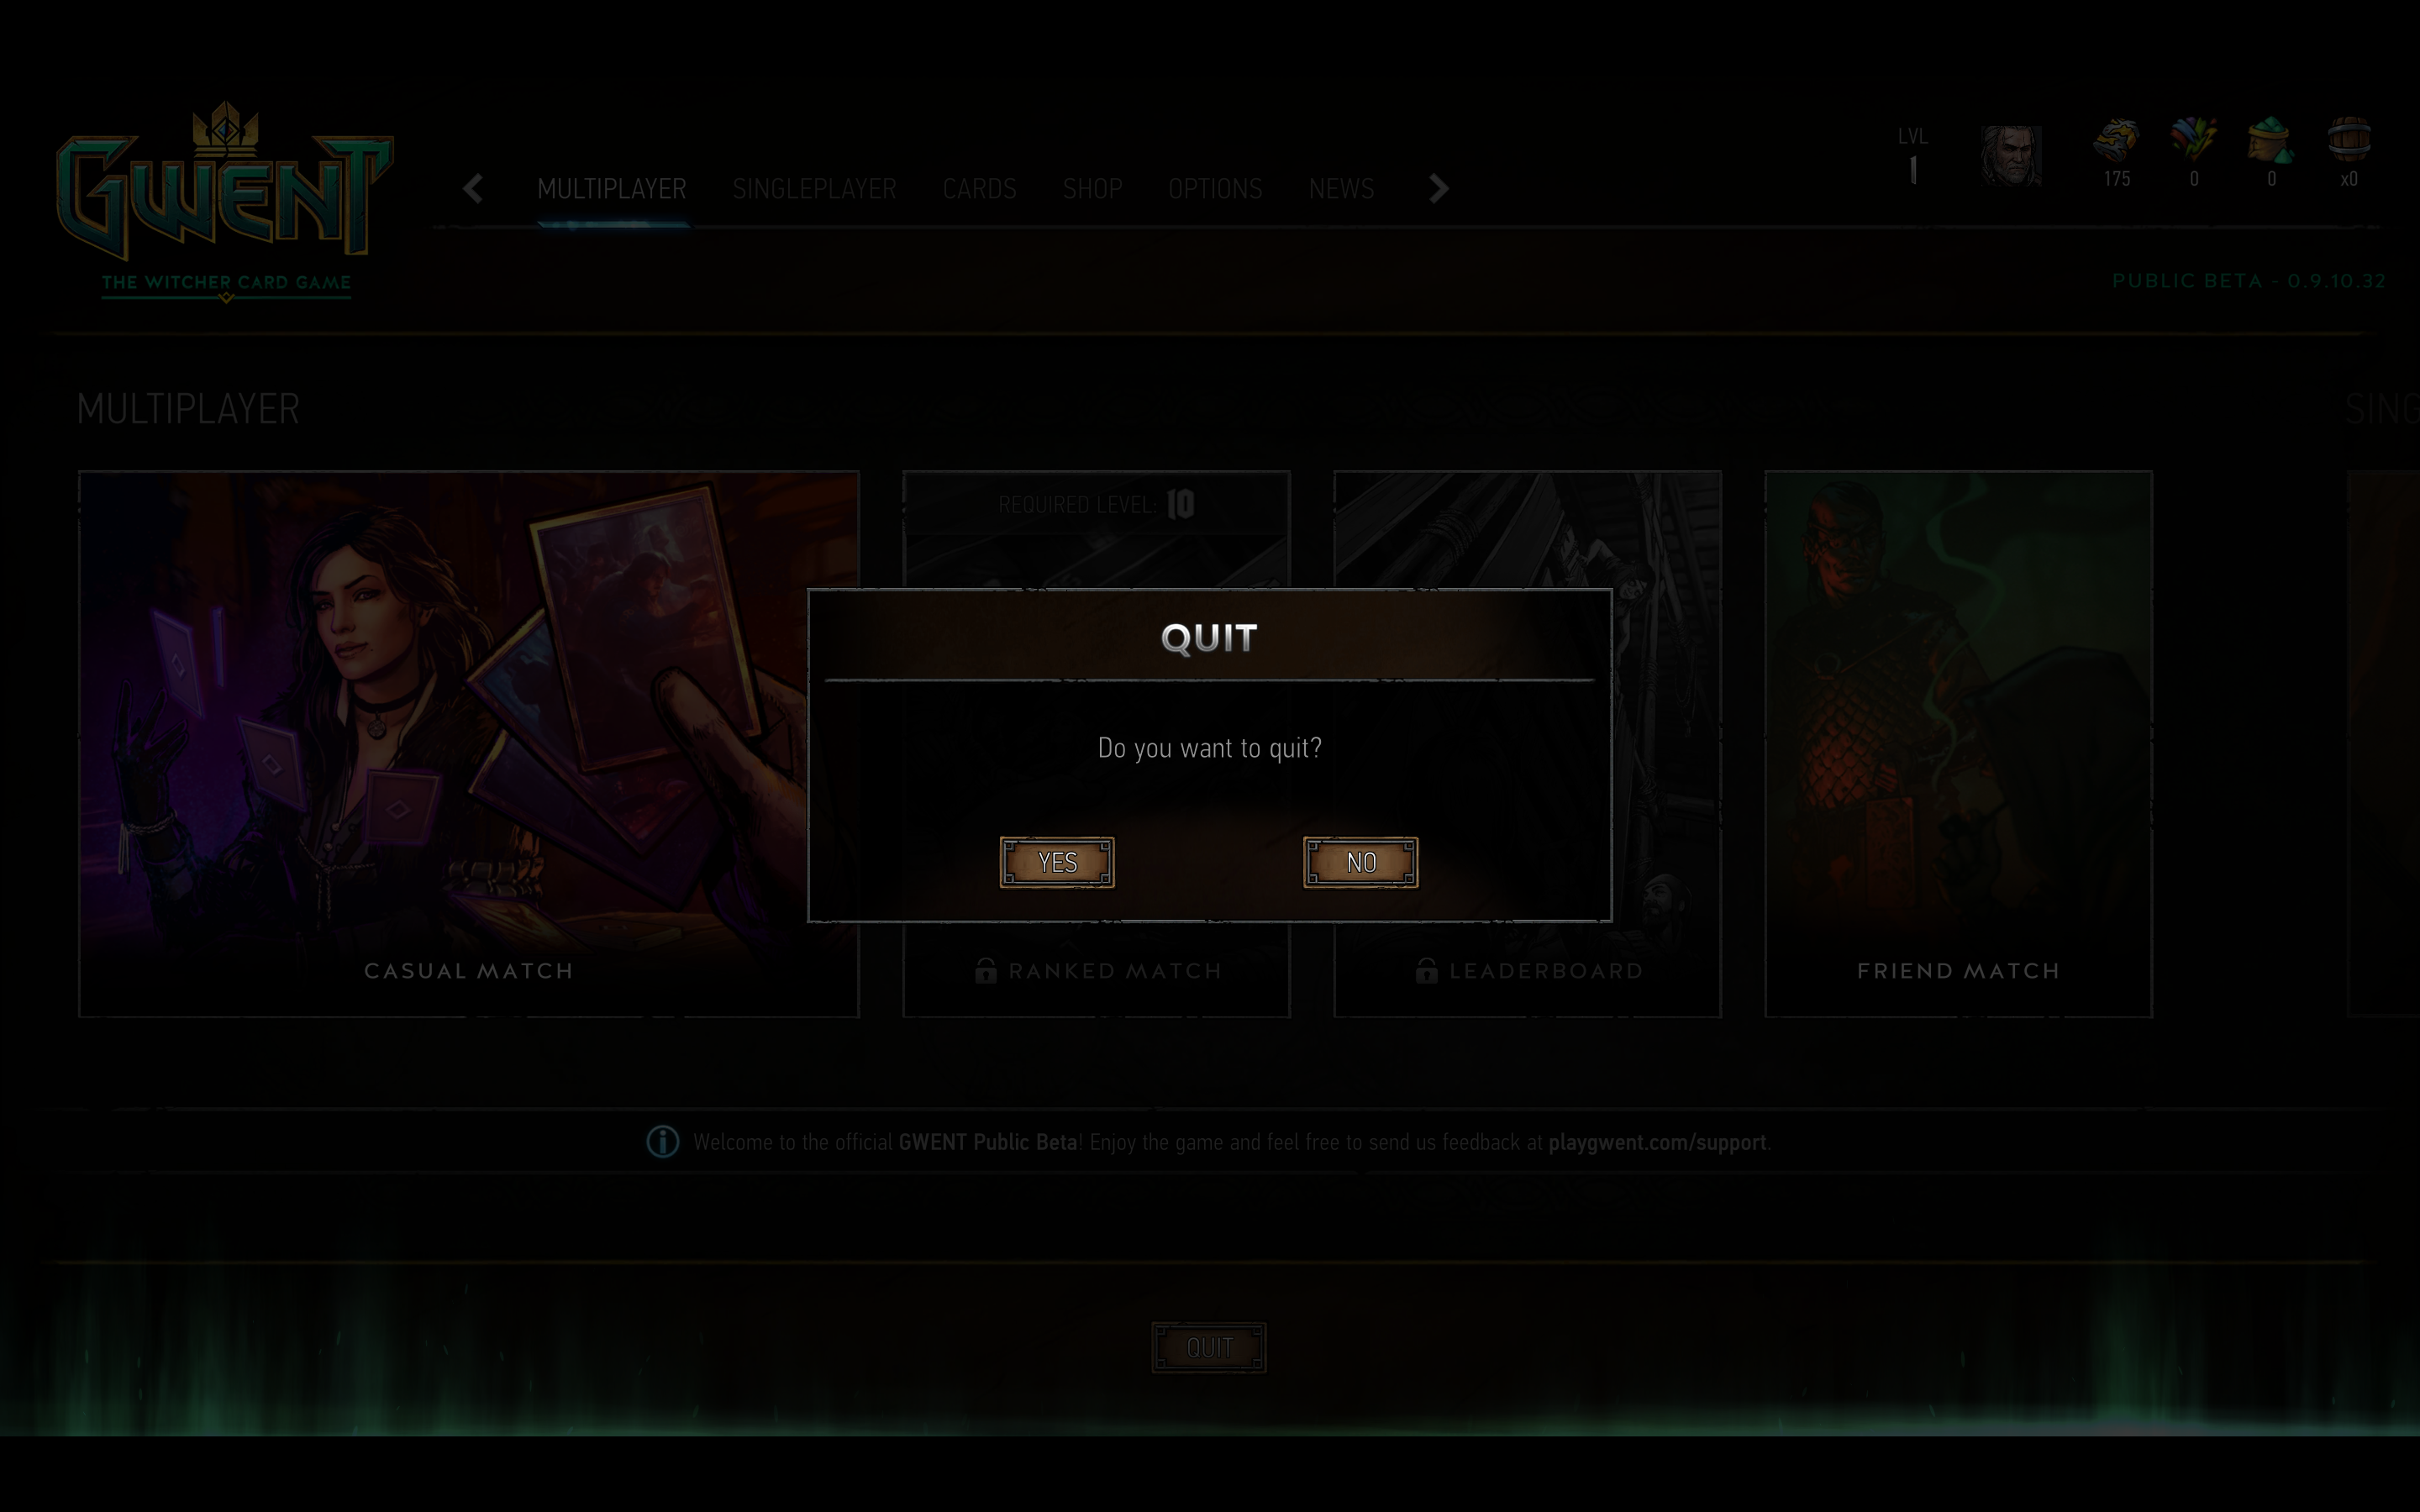 GWENT
THE WITCHER CARD GAME
MULTIPLAYER SINGLEPLAYER CARDS SHOP OPTIONS NEWS
LVL
1
175 0 0 x0
PUBLIC BETA - 0.9.10.32
MULTIPLAYER
SING
REQUIRED LEVEL: 10
QUIT
Do you want to quit?
YES NO
CASUAL MATCH
RANKED MATCH
LEADERBOARD
FRIEND MATCH
Welcome to the official GWENT Public Beta! Enjoy the game and feel free to send us feedback at playgwent.com/support.
QUIT